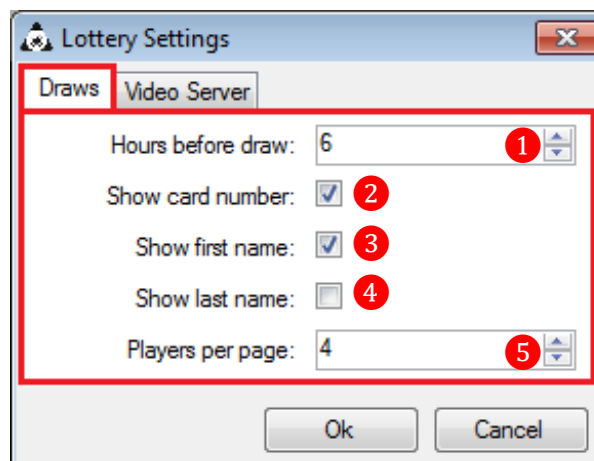 Lottery Settings
Draws Video Server
Hours before draw: 6 1
Show card number: 2
Show first name: 3
Show last name: 4
Players per page: 4 5
Ok Cancel